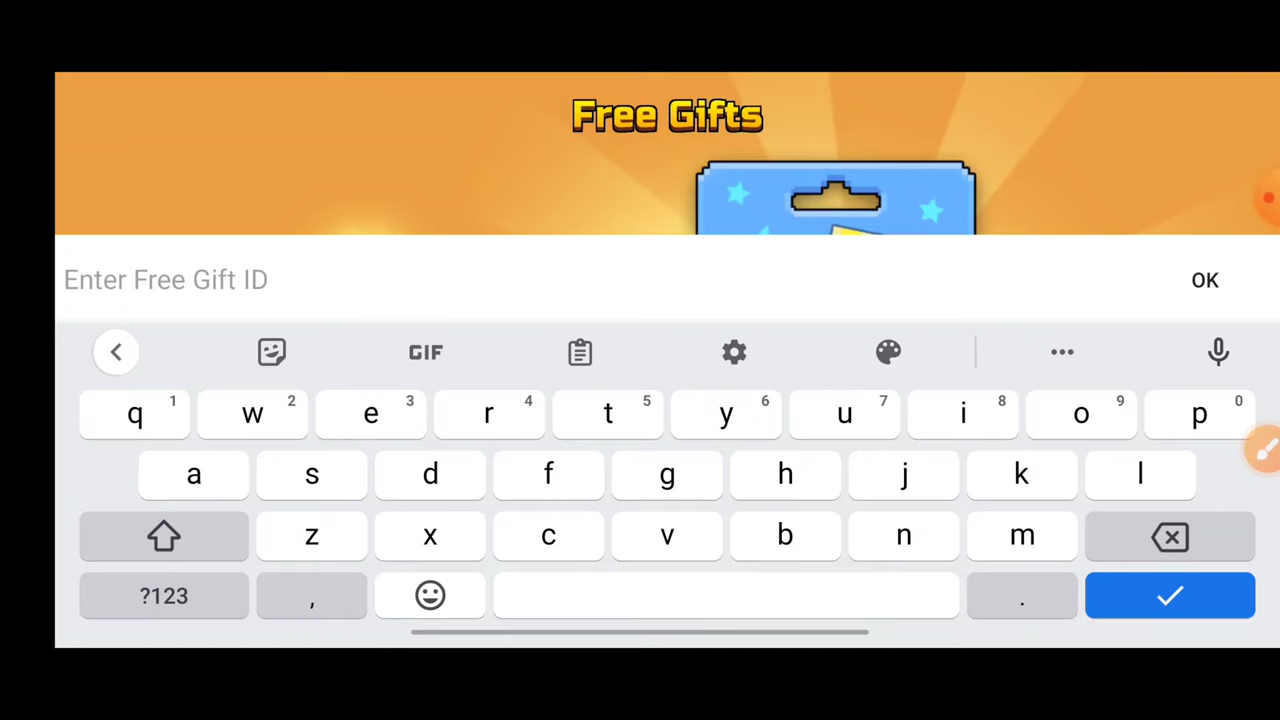 Free Gifts
Enter Free Gift ID
OK
GIF
q 1 w 2 e 3 r 4 t 5 y 6 u 7 i 8 o 9 p 0
a s d f g h j k l
z x c v b n m
?123 , .